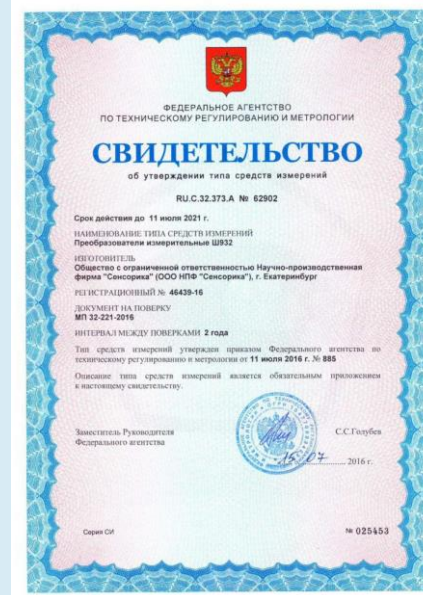 ФЕДЕРАЛЬНОЕ АГЕНТСТВО
ПО ТЕХНИЧЕСКОМУ РЕГУЛИРОВАНИЮ И МЕТРОЛОГИИ
СВИДЕТЕЛЬСТВО
об утверждении типа средств измерений
RU.C.32.373.A № 62902
Срок действия до 11 июля 2021 г.
НАИМЕНОВАНИЕ ТИПА СРЕДСТВ ИЗМЕРЕНИЙ
Преобразователи измерительные Ш932
ИЗГОТОВИТЕЛЬ
Общество с ограниченной ответственностью Научно-производственная
фирма "Сенсорика" (ООО НПФ "Сенсорика"), г. Екатеринбург
РЕГИСТРАЦИОННЫЙ № 46439-16
ДОКУМЕНТ НА ПОВЕРКУ
МП 32-221-2016
ИНТЕРВАЛ МЕЖДУ ПОВЕРКАМИ 2 года
Тип средств измерений утвержден приказом Федерального агентства по
техническому регулированию и метрологии от 11 июля 2016 г. № 885
Описание типа средств измерений является обязательным приложением
к настоящему свидетельству.
Заместитель Руководителя С.С.Голубев
Федерального агентства
15 07 2016 г.
Серия СИ № 025453